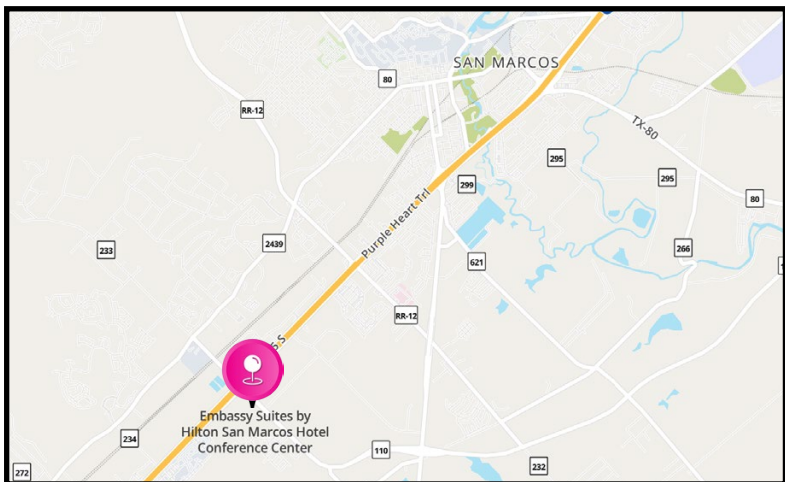 SAN MARCOS
80
RR-12
TX-80
295
299
295
80
Purple Heart Trl
233
2439
266
621
RR-12
S
Embassy Suites by
Hilton San Marcos Hotel
Conference Center
234
110
232
272